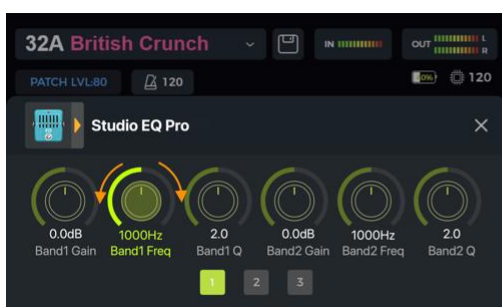 32A British Crunch
IN
OUT
L
R
PATCH LVL:80
120
0%
120
Studio EQ Pro
0.0dB
1000Hz
2.0
0.0dB
1000Hz
2.0
Band1 Gain
Band1 Freq
Band1 Q
Band2 Gain
Band2 Freq
Band2 Q
1
2
3